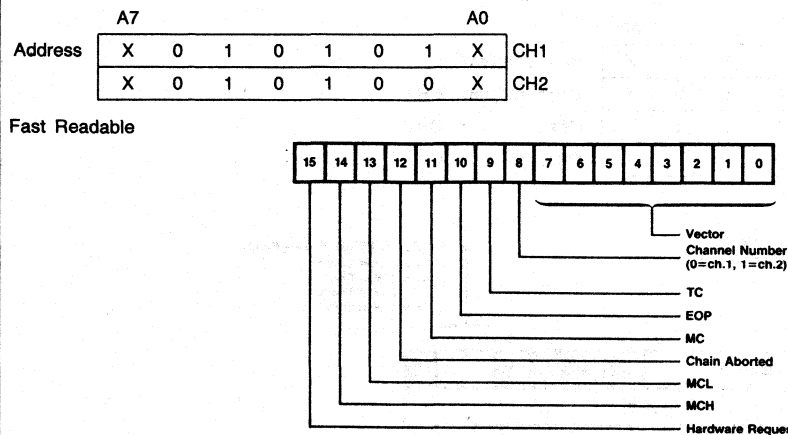 A7 A0
Address X 0 1 0 1 0 1 X CH1
X 0 1 0 1 0 0 X CH2
Fast Readable
15 14 13 12 11 10 9 8 7 6 5 4 3 2 1 0
Vector
Channel Number
(0=ch.1, 1=ch.2)
TC
EOP
MC
Chain Aborted
MCL
MCH
Hardware Reques